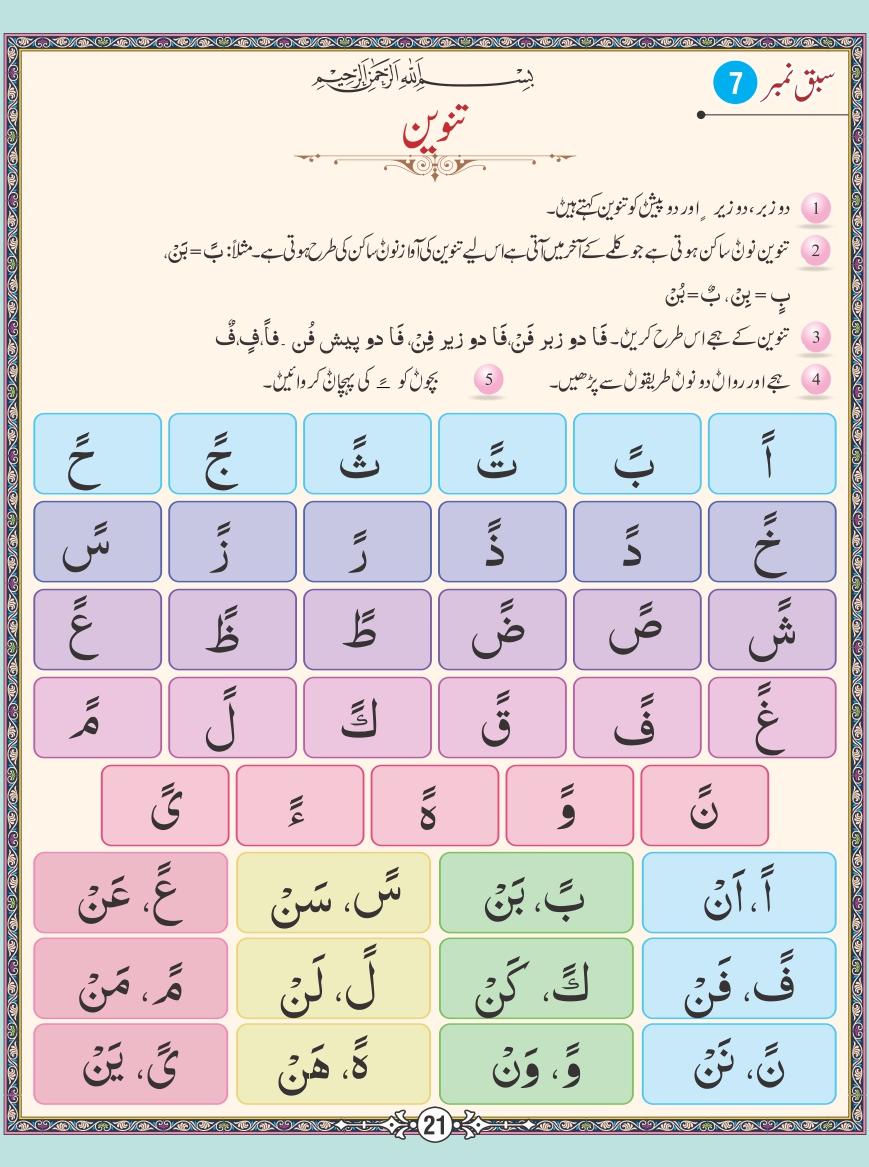 سبق نمبر 7
بِسْمِ اللهِ الرَّحْمٰنِ الرَّحِيْمِ
تنوین
1 دو زبر، دو زیر ٍ اور دو پیش کو تنوین کہتے ہیں۔
2 تنوین نون ساکن ہوتی ہے جو کلمے کے آخر میں آتی ہے اس لیے تنوین کی آواز نون ساکن کی طرح ہوتی ہے۔ مثلاً: بً = بَنْ،
بٍ = بِنْ، بٌ = بُنْ
3 تنوین کے ہجے اس طرح کریں۔ فَا دو زبر فَنْ، فَا دو زیر فِنْ، فَا دو پیش فُن ۔ فاً، فٍ، فٌ
4 ہجے اور رواں دونوں طریقوں سے پڑھیں۔ 5 بچوں کو ـً کی پہچان کروائیں۔
اً بً تً ثً جً حً
خً دً ذً رً زً سً
شً صً ضً طً ظً عً
غً فً قً كً لً مً
نً وً هً ءً ىً
اً، اَنْ بً، بَنْ سً، سَنْ عً، عَنْ
فً، فَنْ كً، كَنْ لً، لَنْ مً، مَنْ
نً، نَنْ وً، وَنْ هً، هَنْ ىً، يَنْ
21